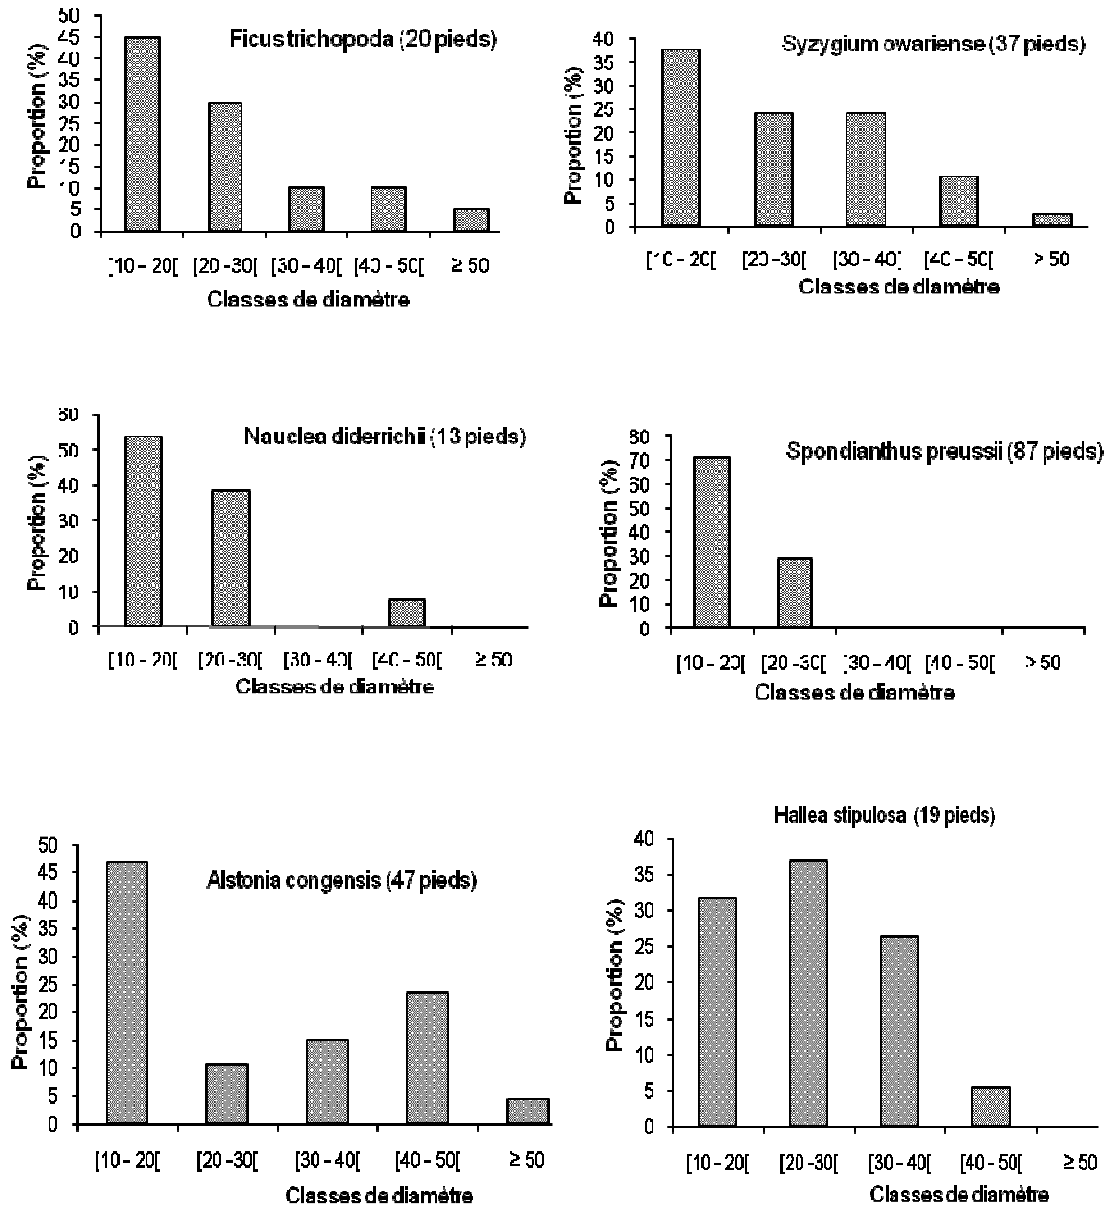 Ficus trichopoda (20 pieds)
Proportion (%)
50
45
40
35
30
25
20
15
10
5
0
[10 - 20[ [20 -30[ [30 - 40[ [40 - 50[ ≥ 50
Classes de diamètre
Syzygium owariense (37 pieds)
Proportion (%)
40
35
30
25
20
15
10
5
0
[10 - 20[ [20 -30[ [30 - 40] [40 - 50[ > 50
Classes de diamètre
Nauclea diderrichii (13 pieds)
Proportion (%)
60
50
40
30
20
10
0
[10 - 20[ [20 -30[ [30 - 40[ [40 - 50[ ≥ 50
Classes de diamètre
Spondianthus preussii (87 pieds)
Proportion (%)
80
70
60
50
40
30
20
10
0
[10 - 20[ [20 -30[ [30 - 40[ [40 - 50[ > 50
Classes de diamètre
Alstonia congensis (47 pieds)
Proportion (%)
50
45
40
35
30
25
20
15
10
5
0
[10 - 20[ [20 -30[ [30 - 40[ [40 - 50[ ≥ 50
Classes de diamètre
Hallea stipulosa (19 pieds)
Proportion (%)
40
35
30
25
20
15
10
5
0
[10 - 20[ [20 -30[ [30 - 40[ [40 - 50[ ≥ 50
Classes de diamètre